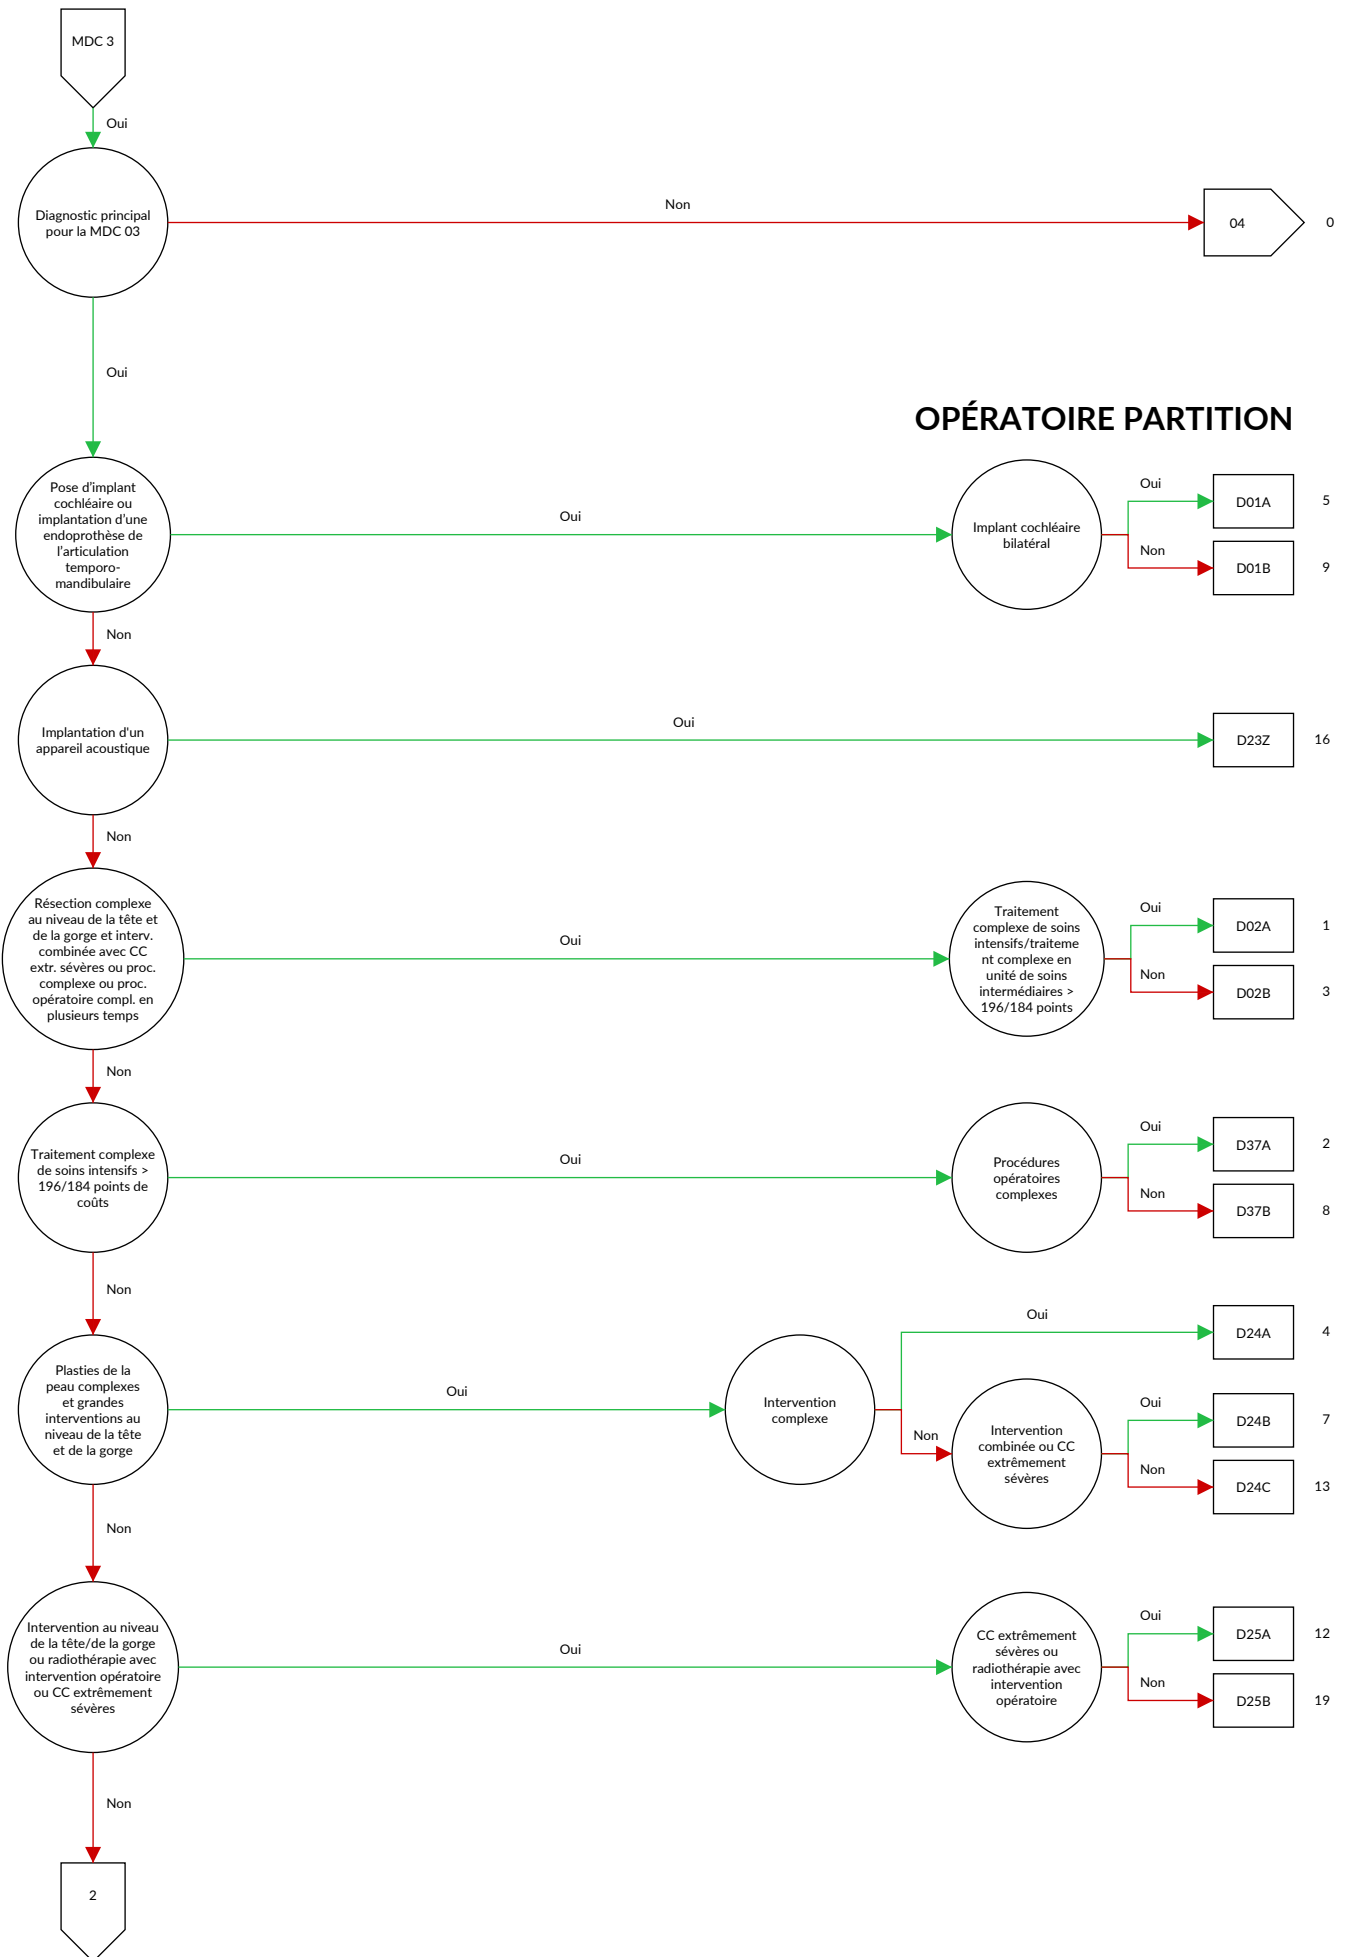 MDC 3
Oui
Diagnostic principal
pour la MDC 03
Non
04
0
Oui
OPÉRATOIRE PARTITION
Pose d'implant
cochléaire ou
implantation d'une
endoprothèse de
l'articulation
temporo-
mandibulaire
Oui
Implant cochléaire
bilatéral
Oui
D01A
5
Non
D01B
9
Non
Implantation d'un
appareil acoustique
Oui
D23Z
16
Non
Résection complexe
au niveau de la tête et
de la gorge et interv.
combinée avec CC
extr. sévères ou proc.
complexe ou proc.
opératoire compl. en
plusieurs temps
Oui
Traitement
complexe de soins
intensifs/traiteme
nt complexe en
unité de soins
intermédiaires >
196/184 points
Oui
D02A
1
Non
D02B
3
Non
Traitement complexe
de soins intensifs >
196/184 points de
coûts
Oui
Procédures
opératoires
complexes
Oui
D37A
2
Non
D37B
8
Non
Plasties de la
peau complexes
et grandes
interventions au
niveau de la tête
et de la gorge
Oui
Intervention
complexe
Oui
D24A
4
Non
Intervention
combinée ou CC
extrêmement
sévères
Oui
D24B
7
Non
D24C
13
Non
Intervention au niveau
de la tête/de la gorge
ou radiothérapie avec
intervention opératoire
ou CC extrêmement
sévères
Oui
CC extrêmement
sévères ou
radiothérapie avec
intervention
opératoire
Oui
D25A
12
Non
D25B
19
Non
2